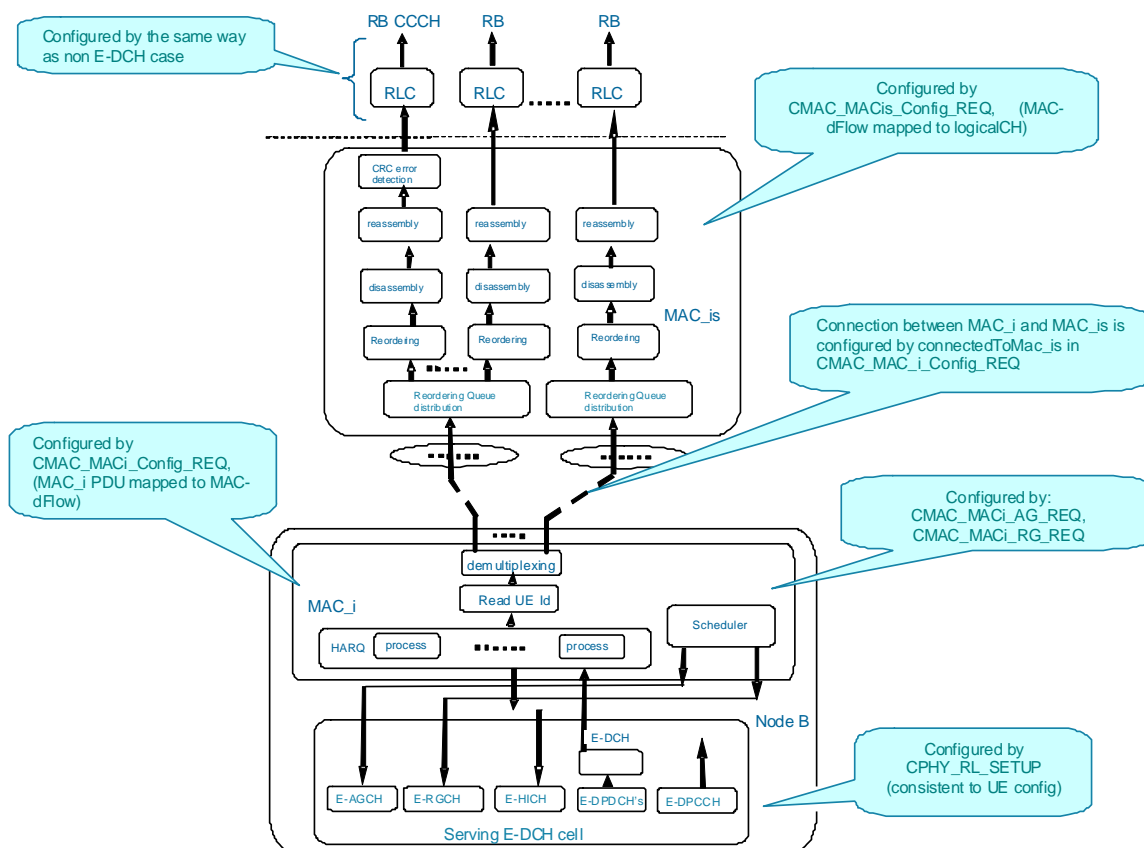 RB CCCH
RB
RB
Configured by the same way
as non E-DCH case
RLC
RLC
RLC
Configured by
CMAC_MACis_Config_REQ, (MAC-
dFlow mapped to logicalCH)
CRC error
detection
reassembly
reassembly
reassembly
disassembly
disassembly
disassembly
MAC_is
Reordering
Reordering
Reordering
Connection between MAC_i and MAC_is is
configured by connectedToMac_is in
CMAC_MAC_i_Config_REQ
Reordering Queue
distribution
Reordering Queue
distribution
Configured by
CMAC_MACi_Config_REQ,
(MAC_i PDU mapped to MAC-
dFlow)
Configured by:
CMAC_MACi_AG_REQ,
CMAC_MACi_RG_REQ
demultiplexing
Read UE Id
MAC_i
Scheduler
HARQ
process
process
Node B
E-DCH
Configured by
CPHY_RL_SETUP
(consistent to UE config)
E-AGCH
E-RGCH
E-HICH
E-DPDCH's
E-DPCCH
Serving E-DCH cell